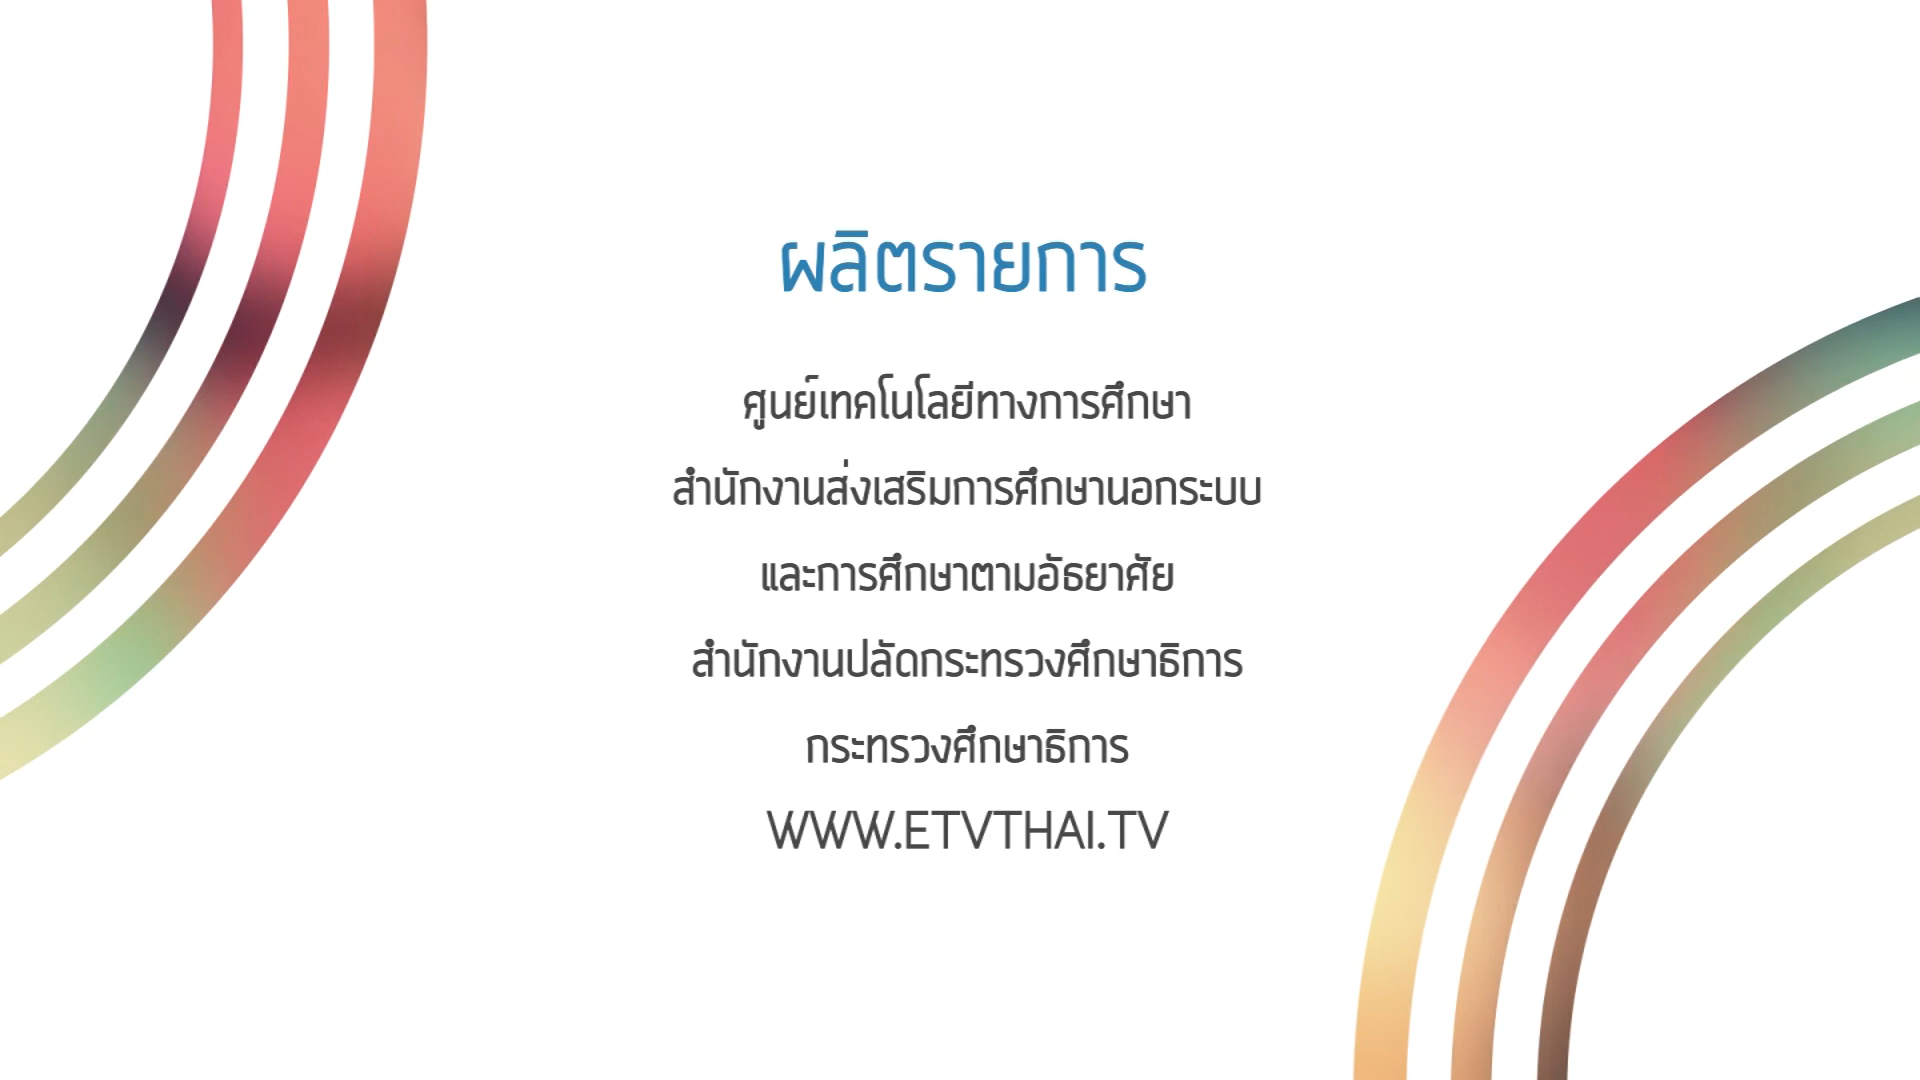 ผลิตรายการ
ศูนย์เทคโนโลยีทางการศึกษา
สำนักงานส่งเสริมการศึกษานอกระบบ
และการศึกษาตามอัธยาศัย
สำนักงานปลัดกระทรวงศึกษาธิการ
กระทรวงศึกษาธิการ
WWW.ETVTHAI.TV